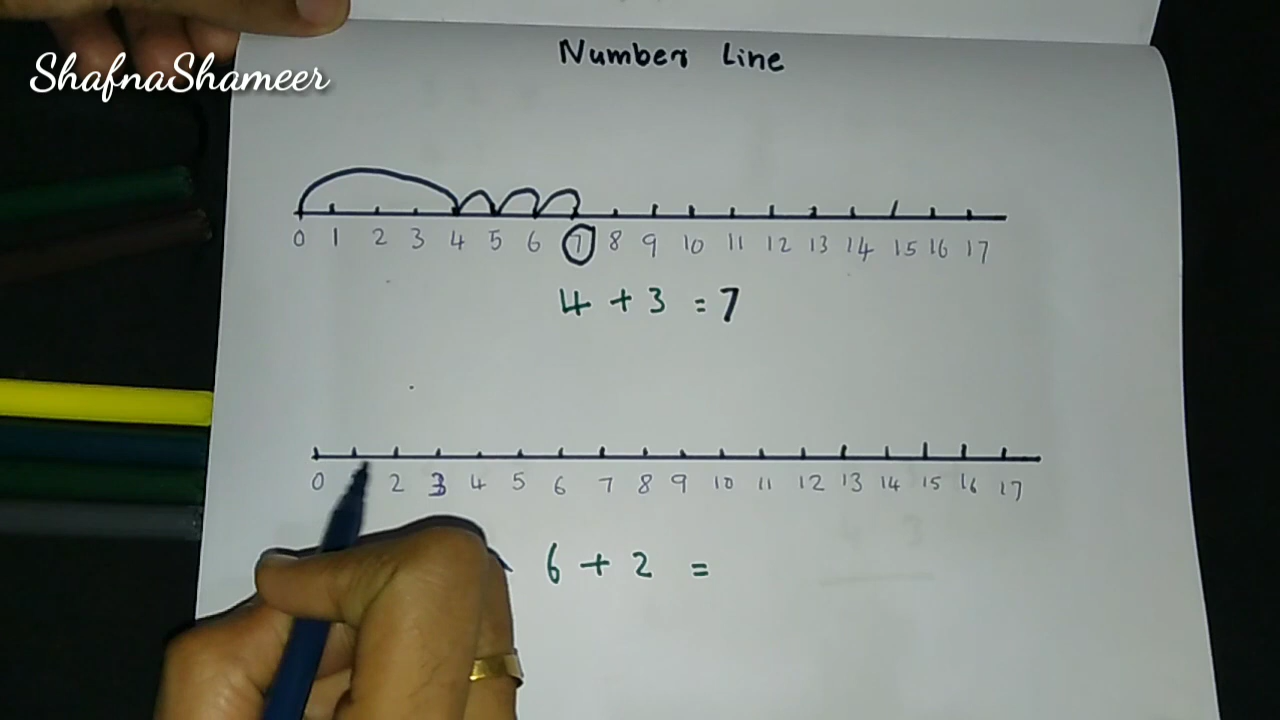 ShafnaShameer
Number Line
0 1 2 3 4 5 6 7 8 9 10 11 12 13 14 15 16 17
4 + 3 = 7
0 2 3 4 5 6 7 8 9 10 11 12 13 14 15 16 17
6 + 2 =